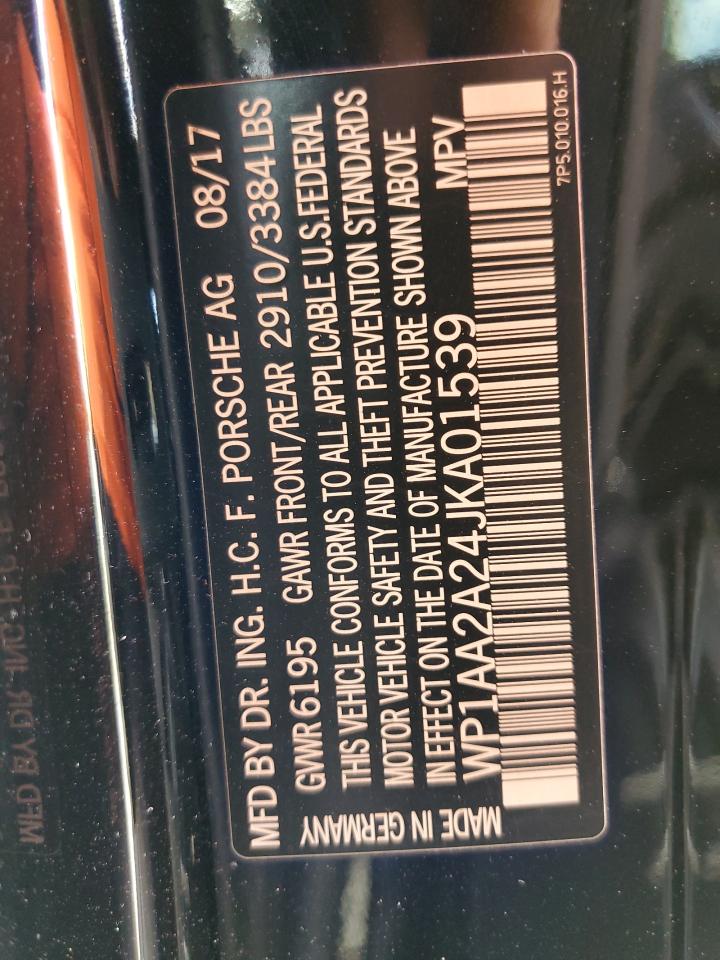 MFD BY DR. ING. H.C. F. PORSCHE AG 08/17
GVWR 6195 GAWR FRONT/REAR 2910/3384 LBS
THIS VEHICLE CONFORMS TO ALL APPLICABLE U.S.FEDERAL
MOTOR VEHICLE SAFETY AND THEFT PREVENTION STANDARDS
IN EFFECT ON THE DATE OF MANUFACTURE SHOWN ABOVE
WP1AA2A24JKA01539 MPV
MADE IN GERMANY
7P5.010.016.H